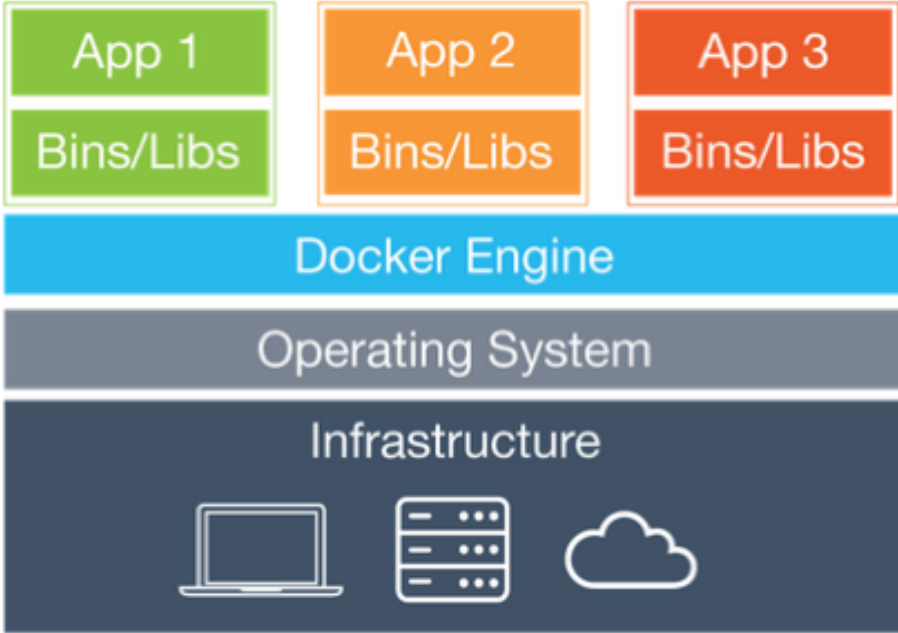 App 1
App 2
App 3
Bins/Libs
Bins/Libs
Bins/Libs
Docker Engine
Operating System
Infrastructure